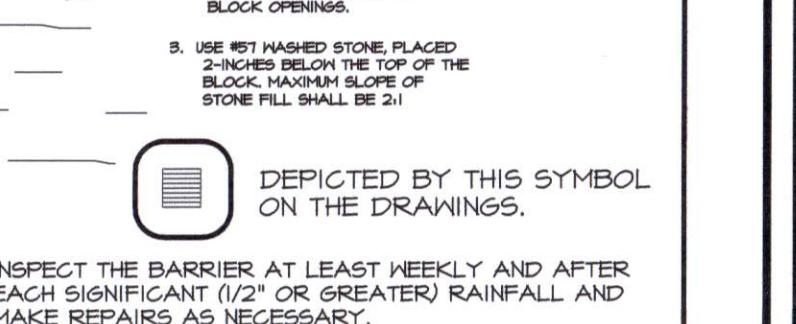 BLOCK OPENINGS.
3. USE #57 WASHED STONE, PLACED
2-INCHES BELOW THE TOP OF THE
BLOCK. MAXIMUM SLOPE OF
STONE FILL SHALL BE 2:1
DEPICTED BY THIS SYMBOL
ON THE DRAWINGS.
NSPECT THE BARRIER AT LEAST WEEKLY AND AFTER
EACH SIGNIFICANT (1/2" OR GREATER) RAINFALL AND
MAKE REPAIRS AS NECESSARY.